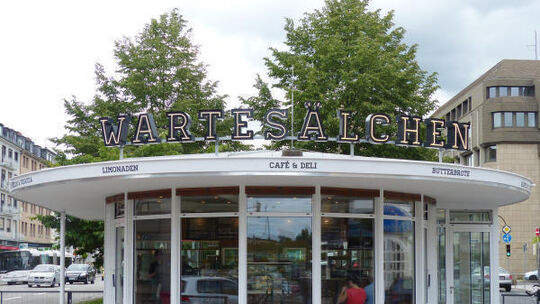 WARTESÄLCHEN
LIMONADEN
CAFÉ & DELI
BUTTERBROTE